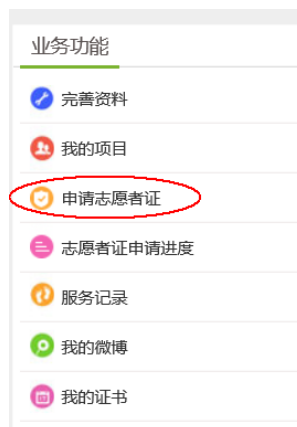 业务功能
完善资料
我的项目
申请志愿者证
志愿者证申请进度
服务记录
我的微博
我的证书